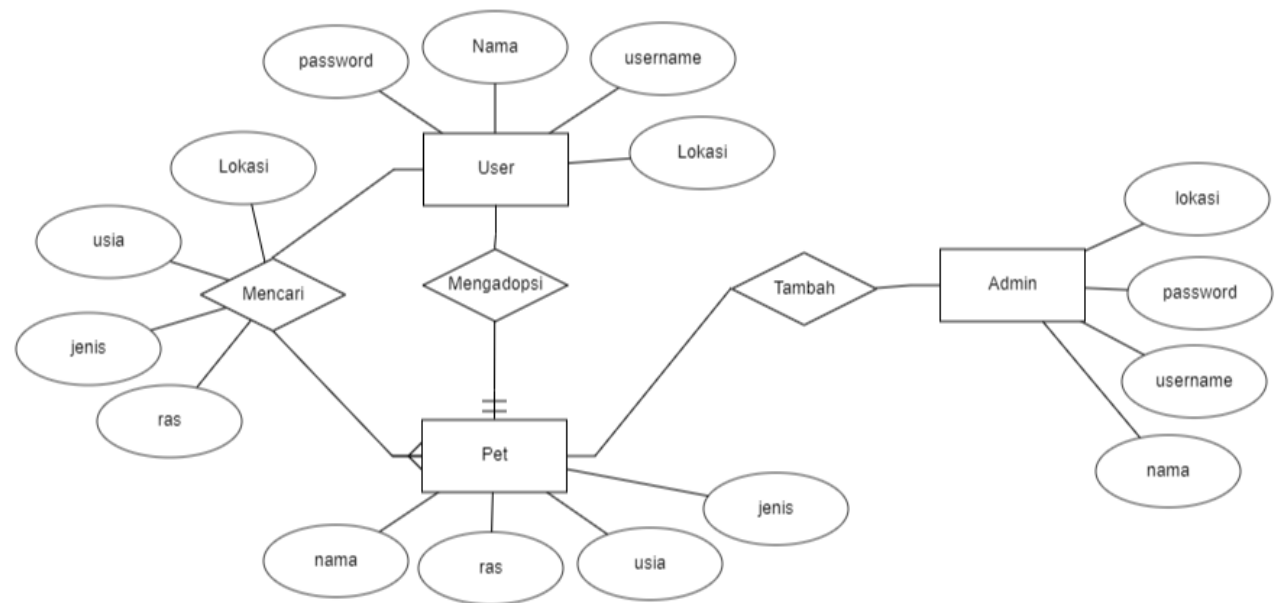 password
Nama
username
User
Lokasi
Lokasi
usia
Mencari
jenis
ras
Mengadopsi
Tambah
Admin
lokasi
password
username
nama
Pet
nama
ras
usia
jenis